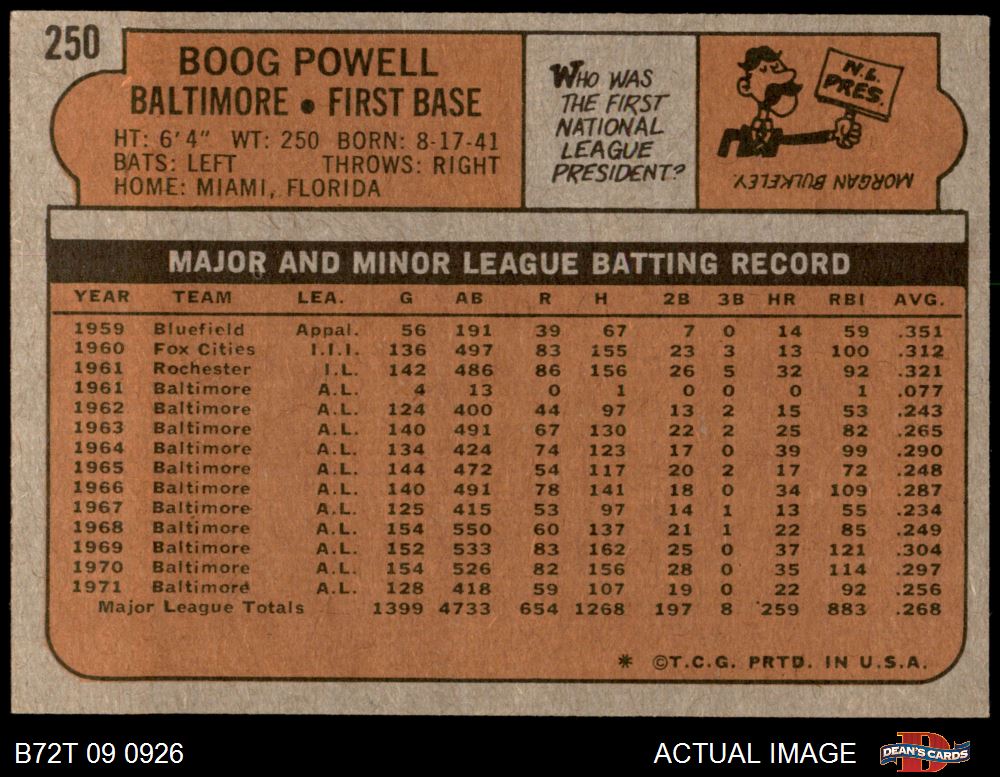 250
BOOG POWELL
BALTIMORE • FIRST BASE
HT: 6'4" WT: 250 BORN: 8-17-41
BATS: LEFT THROWS: RIGHT
HOME: MIAMI, FLORIDA
WHO WAS
THE FIRST
NATIONAL
LEAGUE
PRESIDENT?
N.L.
PRES.
MORGAN BULKELEY.
MAJOR AND MINOR LEAGUE BATTING RECORD
YEAR TEAM LEA. G AB R H 2B 3B HR RBI AVG.
1959 Bluefield Appal. 56 191 39 67 7 0 14 59 .351
1960 Fox Cities I.I.I. 136 497 83 155 23 3 13 100 .312
1961 Rochester I.L. 142 486 86 156 26 5 32 92 .321
1961 Baltimore A.L. 4 13 0 1 0 0 0 1 .077
1962 Baltimore A.L. 124 400 44 97 13 2 15 53 .243
1963 Baltimore A.L. 140 491 67 130 22 2 25 82 .265
1964 Baltimore A.L. 134 424 74 123 17 0 39 99 .290
1965 Baltimore A.L. 144 472 54 117 20 2 17 72 .248
1966 Baltimore A.L. 140 491 78 141 18 0 34 109 .287
1967 Baltimore A.L. 125 415 53 97 14 1 13 55 .234
1968 Baltimore A.L. 154 550 60 137 21 1 22 85 .249
1969 Baltimore A.L. 152 533 83 162 25 0 37 121 .304
1970 Baltimore A.L. 154 526 82 156 28 0 35 114 .297
1971 Baltimore A.L. 128 418 59 107 19 0 22 92 .256
Major League Totals 1399 4733 654 1268 197 8 259 883 .268
* ©T.C.G. PRTD. IN U.S.A.
B72T 09 0926
ACTUAL IMAGE
DEAN'S CARDS